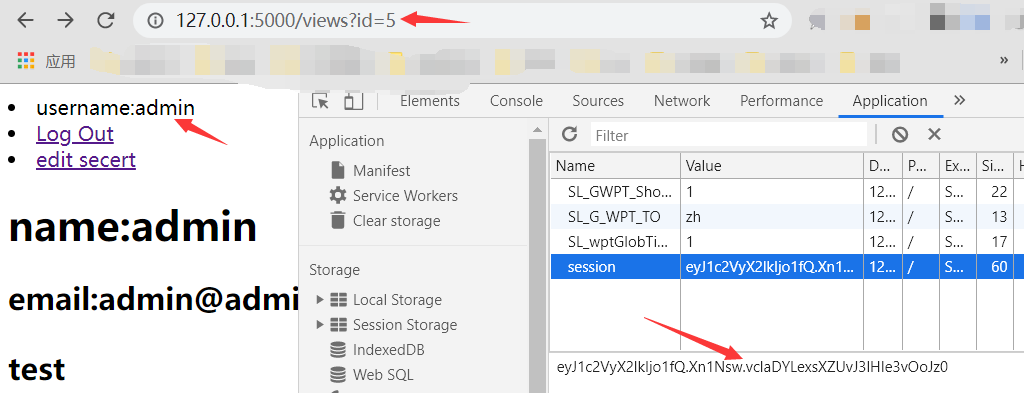 127.0.0.1:5000/views?id=5
应用
»
username:admin
Log Out
edit secert
name:admin
email:admin@admi
test
Elements Console Sources Network Performance Application »
Application
Manifest
Service Workers
Clear storage
Storage
Local Storage
Session Storage
IndexedDB
Web SQL
Filter
Name Value D... P... Ex... Si... H
SL_GWPT_Sho... 1 12... / S... 22
SL_G_WPT_TO zh 12... / S... 13
SL_wptGlobTi... 1 12... / S... 17
session eyJ1c2VyX2lkIjo1fQ.Xn1... 12... / S... 60
eyJ1c2VyX2lkIjo1fQ.Xn1Nsw.vclaDYLexsXZUvJ3IHIe3vOoJz0